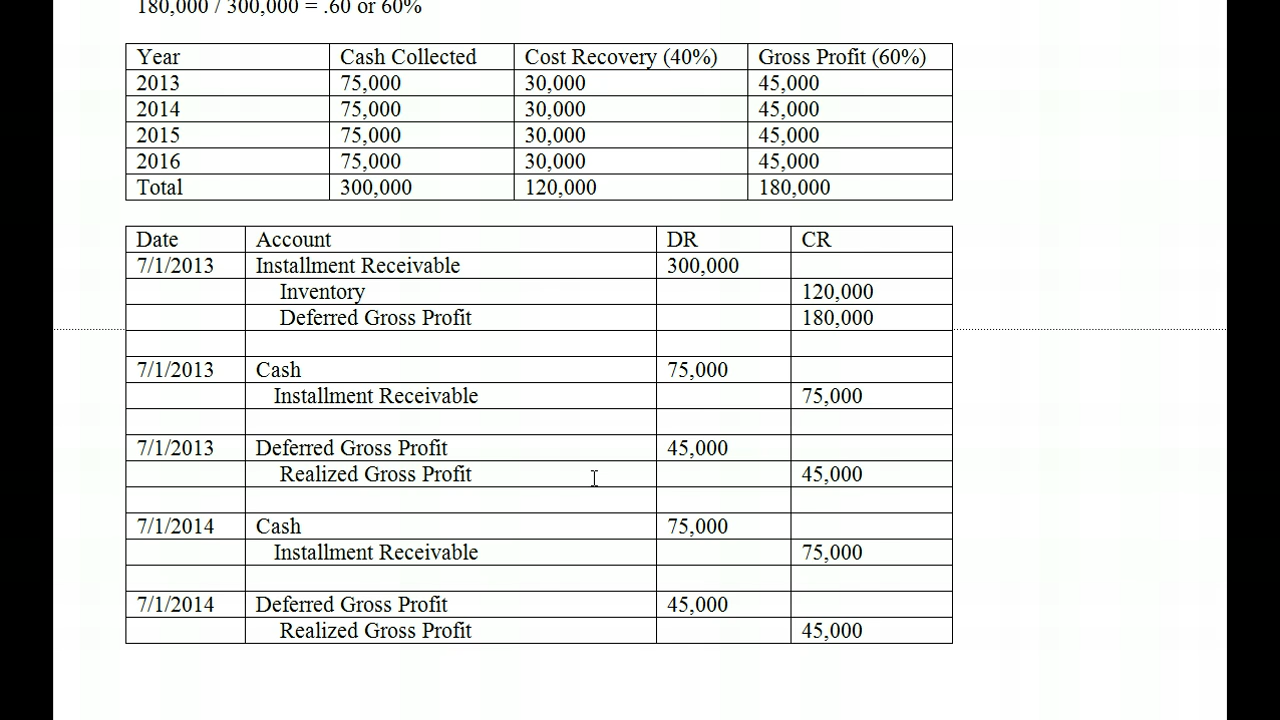 180,000 / 300,000 = .60 or 60%
Year Cash Collected Cost Recovery (40%) Gross Profit (60%)
2013 75,000 30,000 45,000
2014 75,000 30,000 45,000
2015 75,000 30,000 45,000
2016 75,000 30,000 45,000
Total 300,000 120,000 180,000
Date Account DR CR
7/1/2013 Installment Receivable 300,000
Inventory 120,000
Deferred Gross Profit 180,000
7/1/2013 Cash 75,000
Installment Receivable 75,000
7/1/2013 Deferred Gross Profit 45,000
Realized Gross Profit 45,000
7/1/2014 Cash 75,000
Installment Receivable 75,000
7/1/2014 Deferred Gross Profit 45,000
Realized Gross Profit 45,000